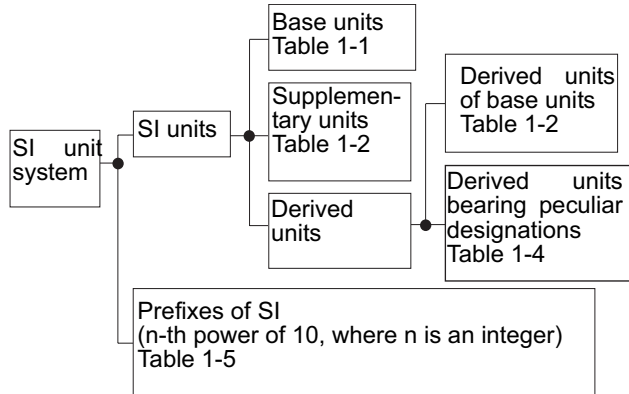 Base units
Table 1-1
Supplemen-
tary units
Table 1-2
Derived units
of base units
Table 1-2
SI units
SI unit
system
Derived
units
Derived units
bearing peculiar
designations
Table 1-4
Prefixes of SI
(n-th power of 10, where n is an integer)
Table 1-5